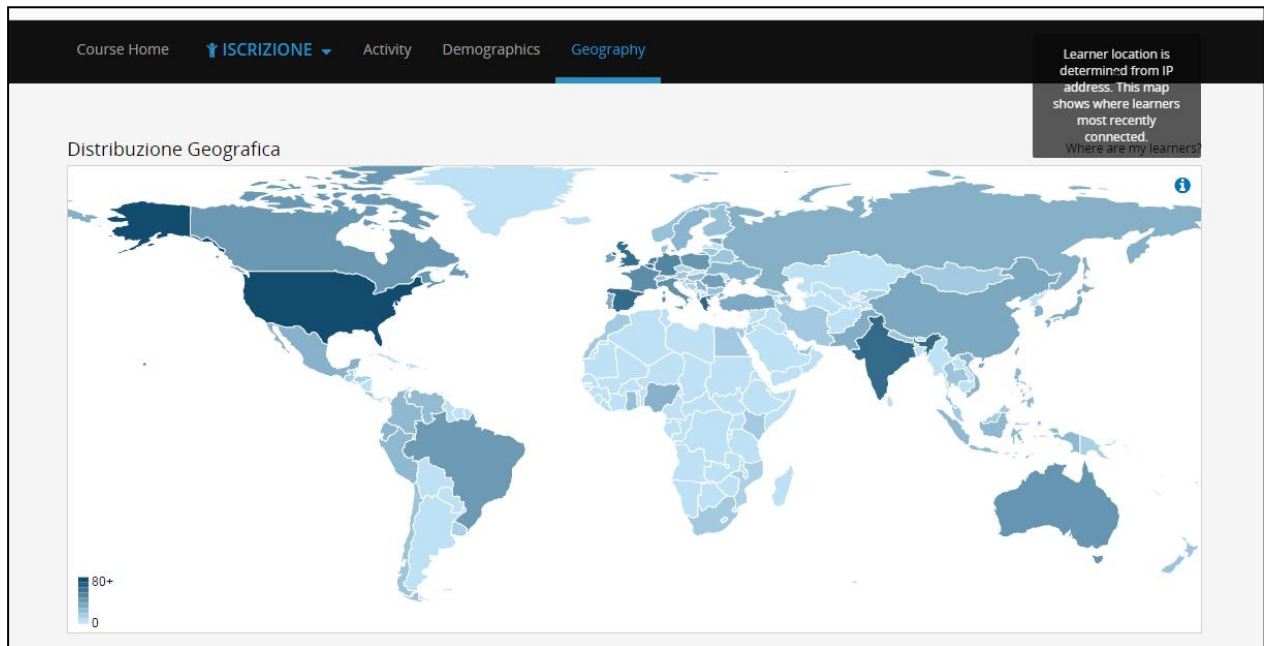 Course Home ISCRIZIONE Activity Demographics Geography
Learner location is
determined from IP
address. This map
shows where learners
most recently
connected.
Distribuzione Geografica
Where are my learners?
80+
0